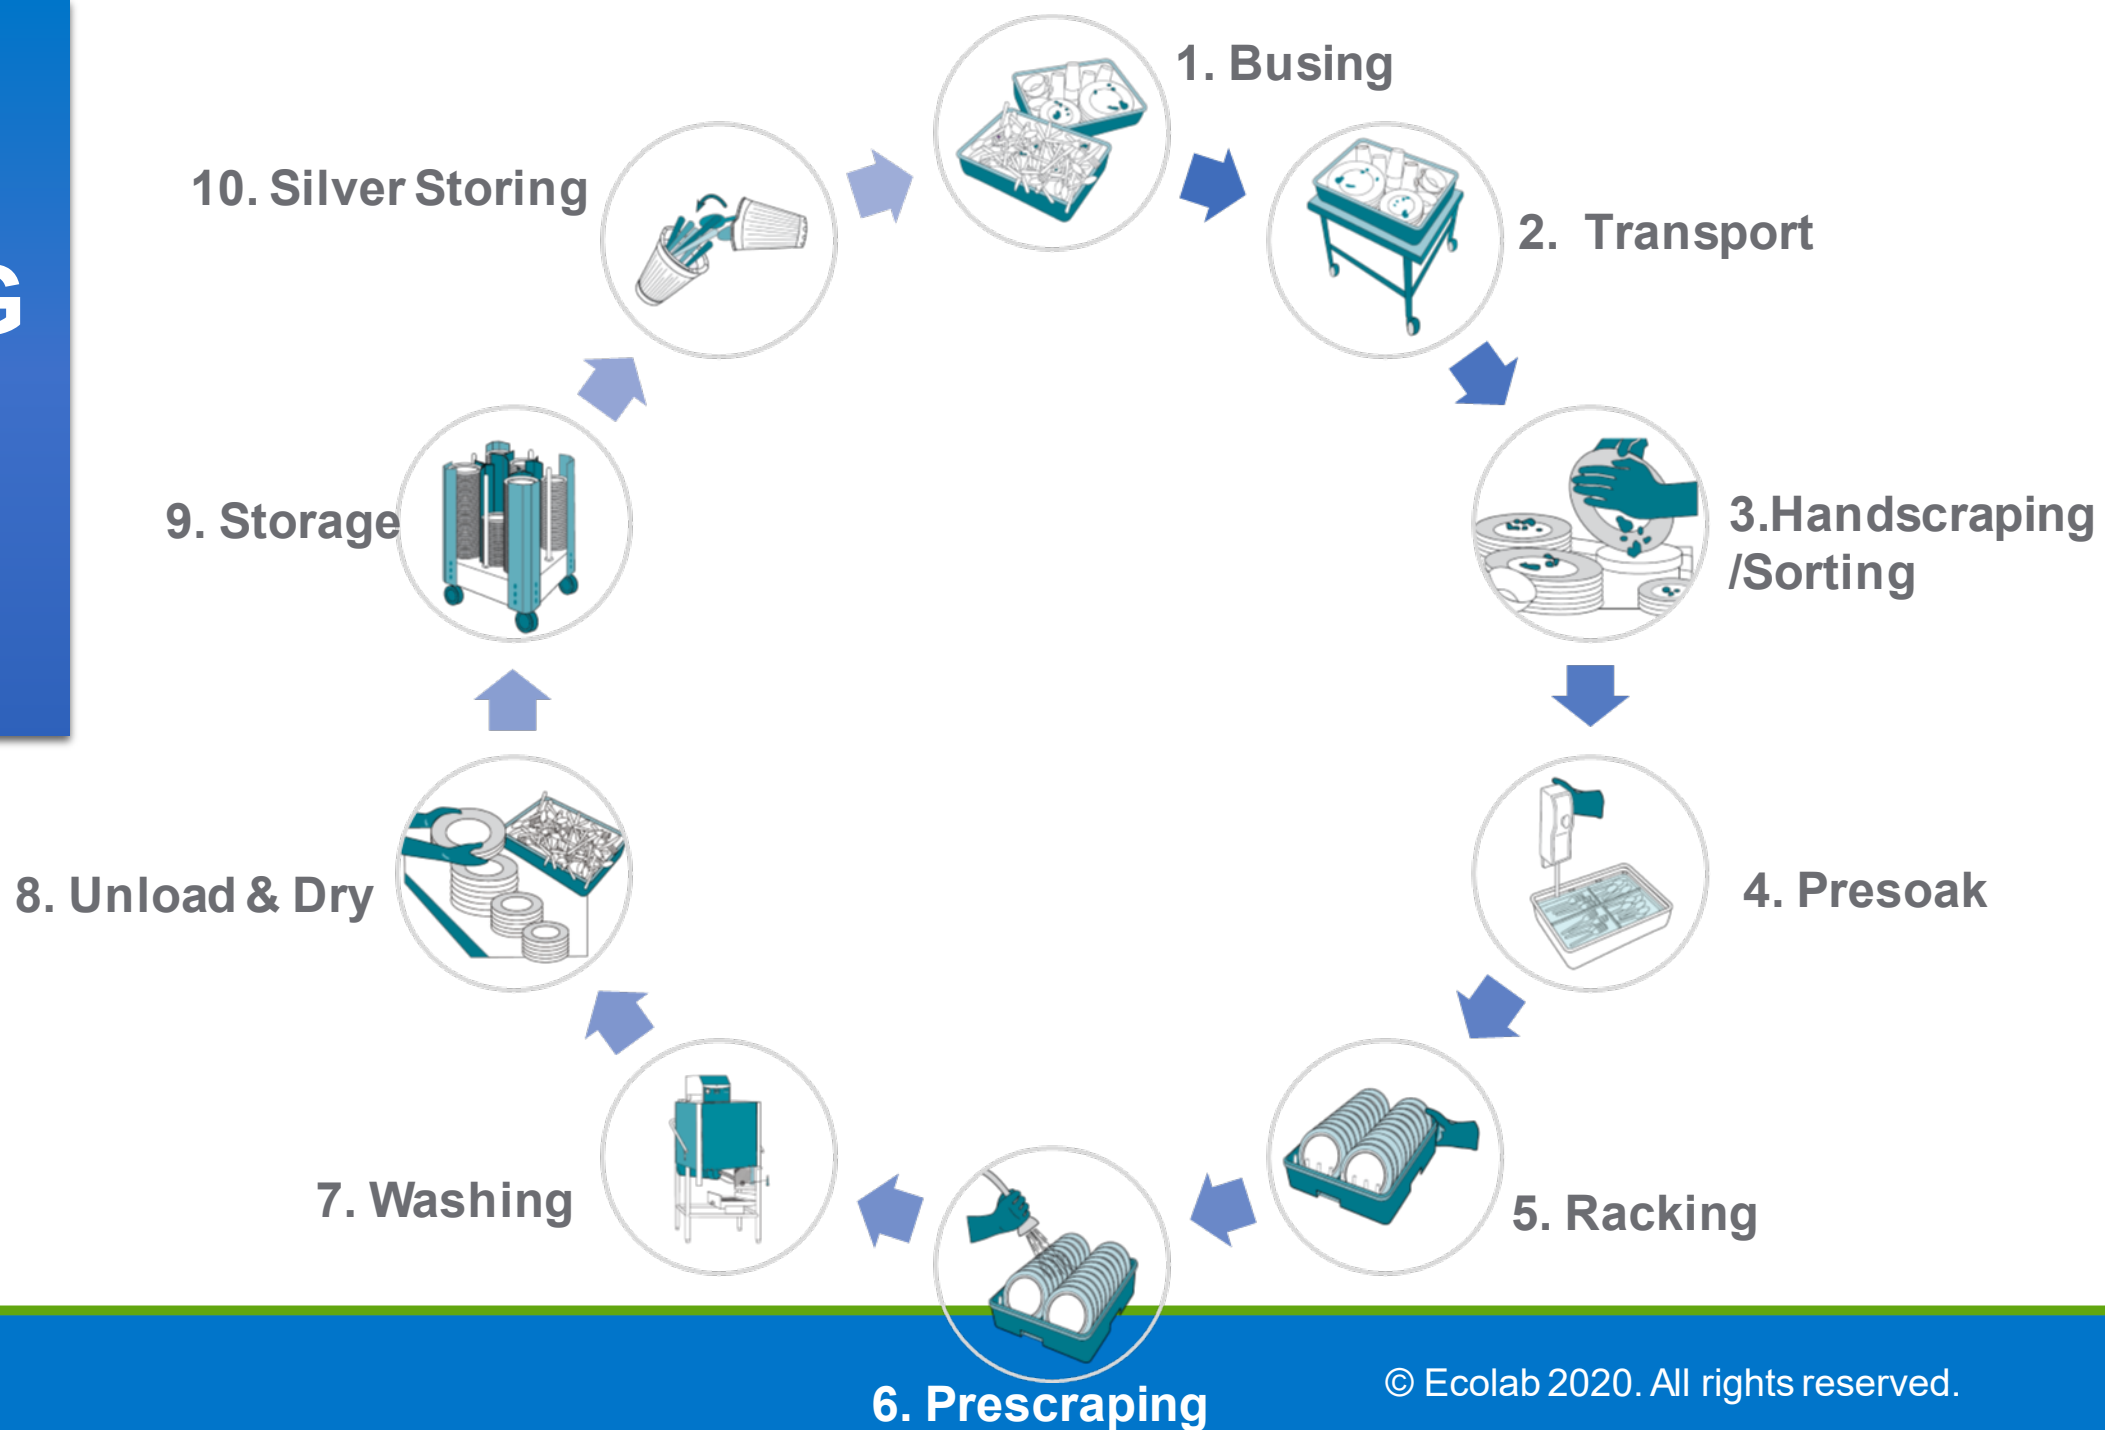 G
1. Busing
2. Transport
3.Handscraping
/Sorting
4. Presoak
5. Racking
6. Prescraping
7. Washing
8. Unload & Dry
9. Storage
10. Silver Storing
© Ecolab 2020. All rights reserved.